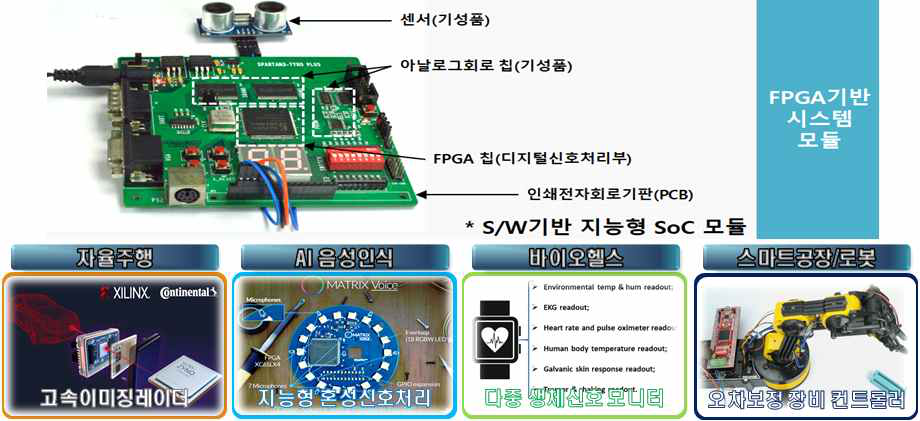 센서(기성품)
SPARTAN3-TYRO PLUS
아날로그회로 칩(기성품)
FPGA기반
시스템
모듈
FPGA 칩(디지털신호처리부)
인쇄전자회로기판(PCB)
* S/W기반 지능형 SoC 모듈
자율주행
XILINX
Continental
고속이미징레이더
AI 음성인식
MATRIX Voice
Microphones
Everloop
(18 RGBW LED's)
FPGA
XC6SLX4
7 Microphones
GPIO expansion
지능형 혼성신호처리
바이오헬스
Environmental temp & hum readout;
EKG readout;
Heart rate and pulse oximeter readou
Human body temperature readout;
Galvanic skin response readout;
다중 생체신호 모니터
스마트공장/로봇
오차보정 장비 컨트롤러